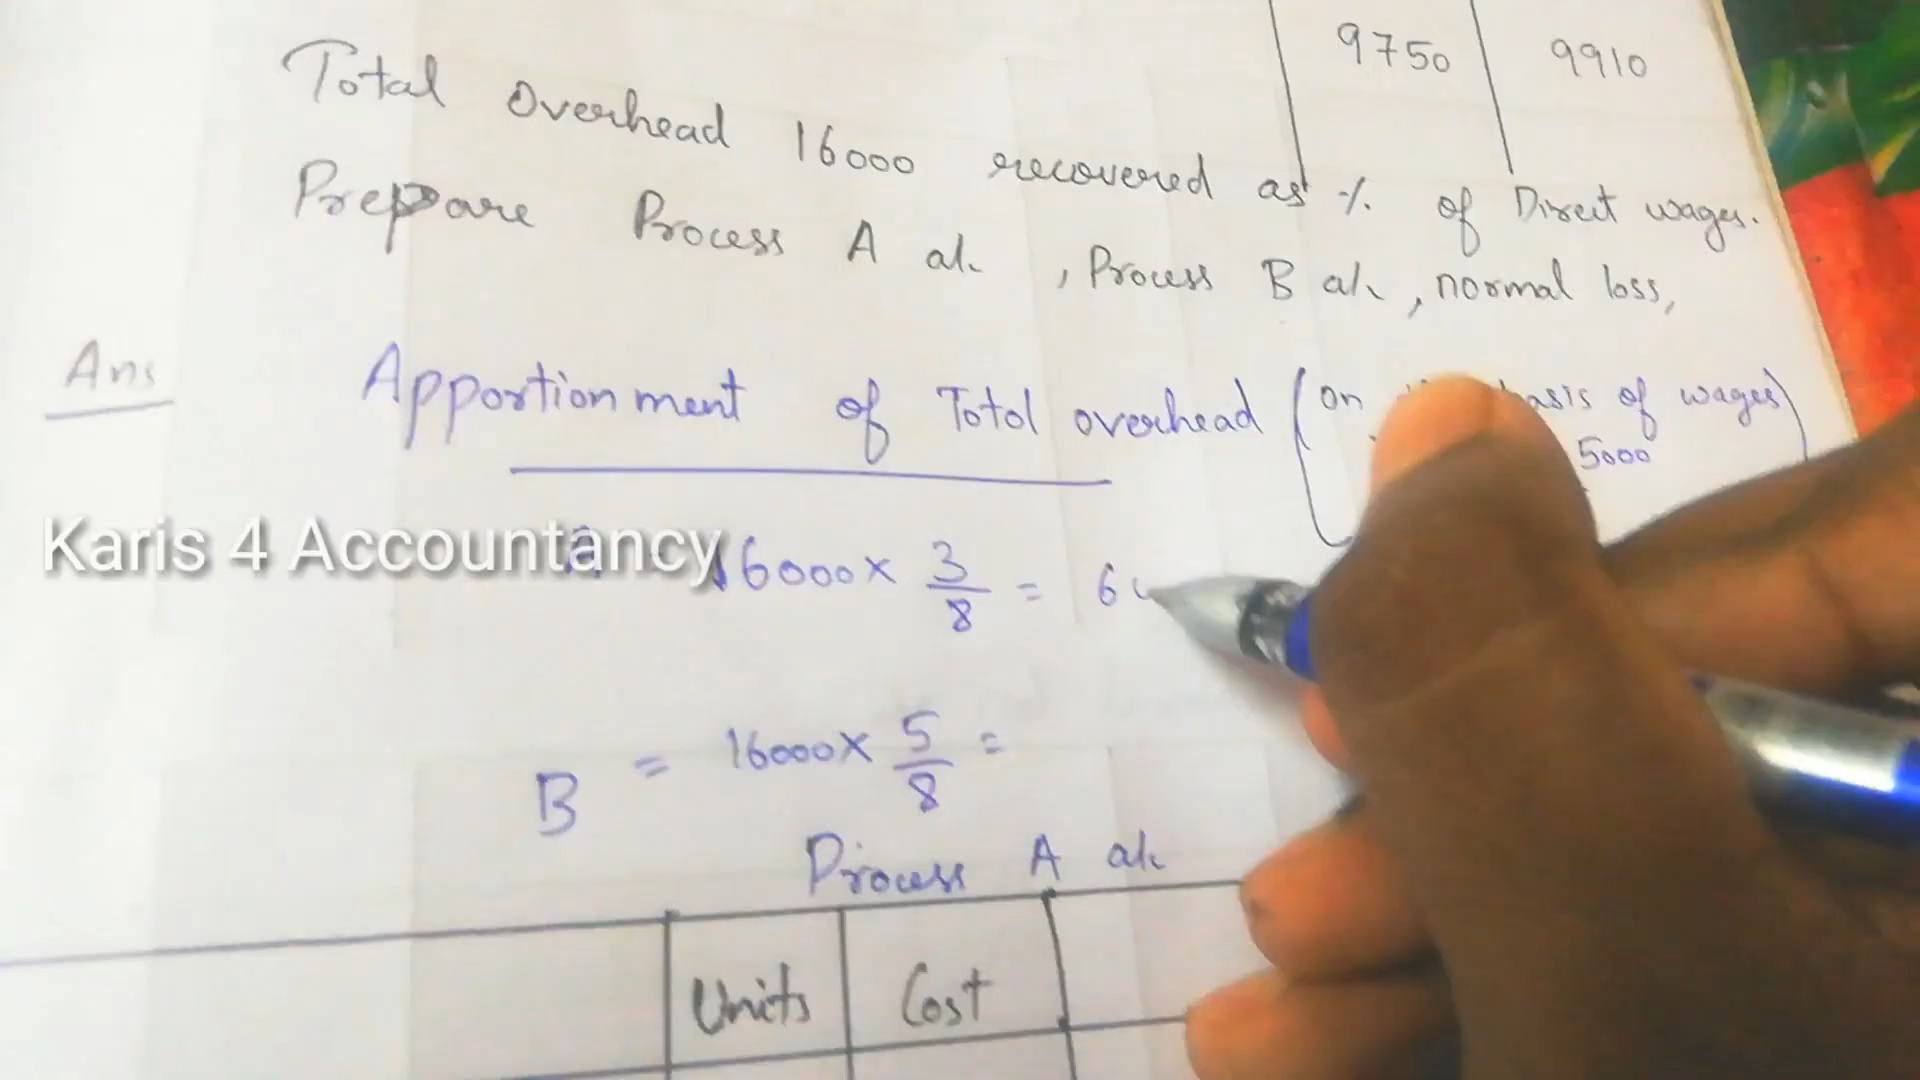 9750 9910
Total overhead 16000 recovered as % of Direct wages.
Prepare Process A a/c , Process B a/c , normal loss,
Ans
Apportionment of Total overhead (on basis of wages)
5000
Karis 4 Accountancy
16000 x 3/8 = 6
B = 16000 x 5/8 =
Process A a/c
Units Cost